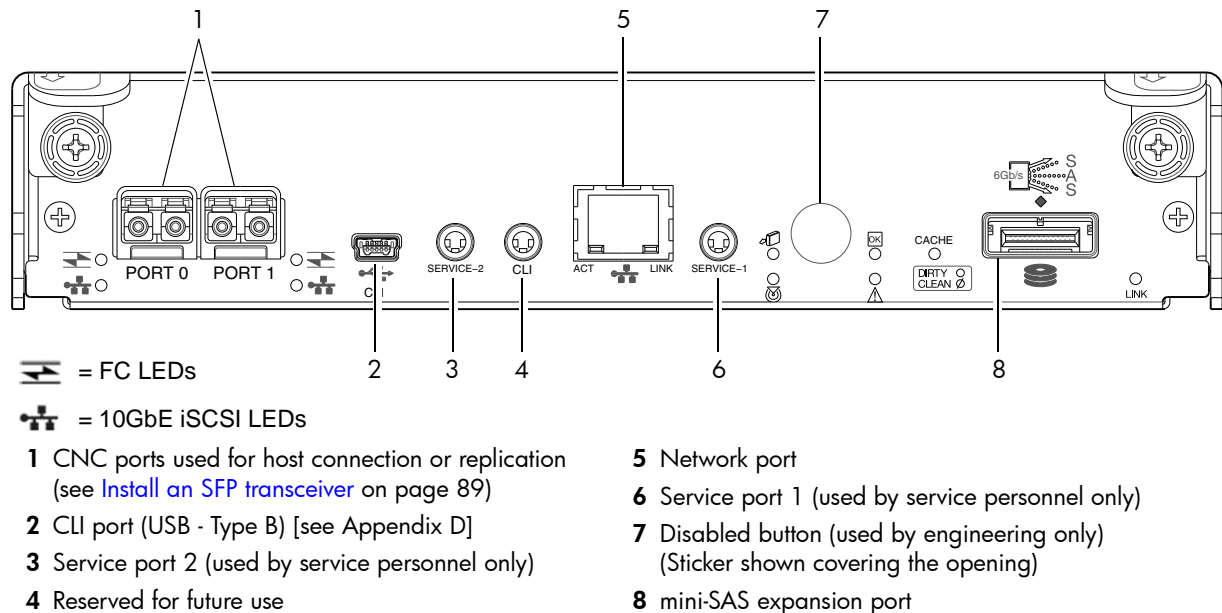 1 5 7
S
6Gb/s A
S
OK CACHE
PORT 0 PORT 1 SERVICE–2 CLI ACT LINK SERVICE–1
DIRTY
CLEAN
LINK
2 3 4 6 8
= FC LEDs
= 10GbE iSCSI LEDs
1 CNC ports used for host connection or replication
(see Install an SFP transceiver on page 89)
2 CLI port (USB - Type B) [see Appendix D]
3 Service port 2 (used by service personnel only)
4 Reserved for future use
5 Network port
6 Service port 1 (used by service personnel only)
7 Disabled button (used by engineering only)
(Sticker shown covering the opening)
8 mini-SAS expansion port